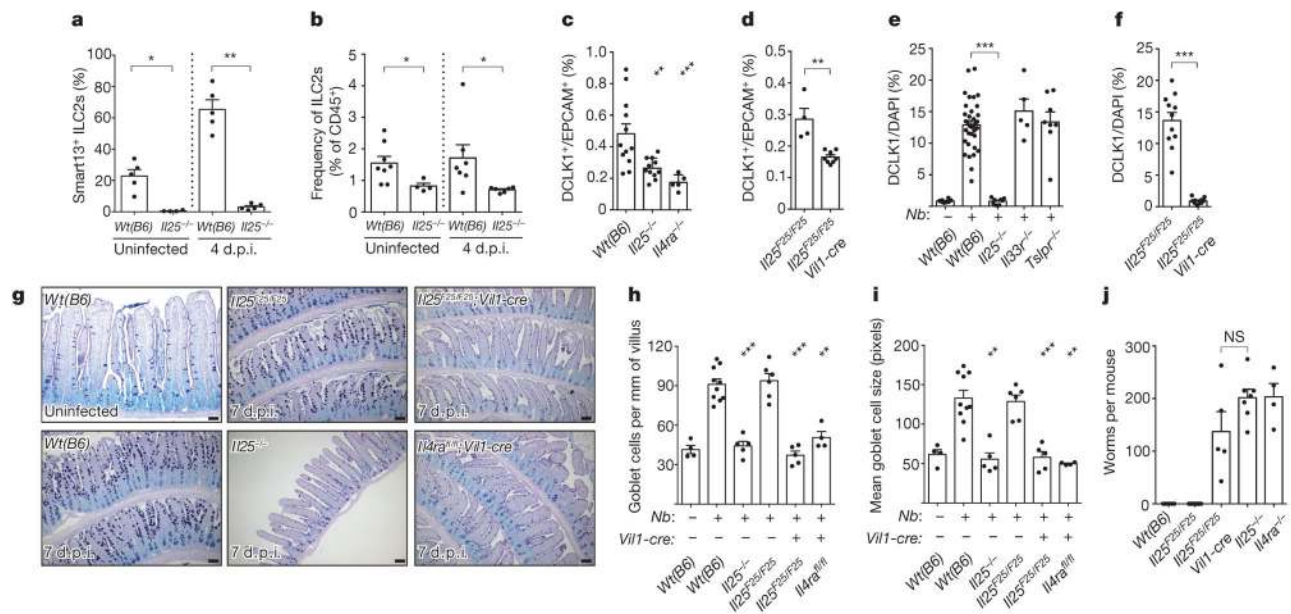 a
Smart13+ ILC2s (%)
100
80
60
40
20
0
*
**
Wt(B6) Il25−/− Wt(B6) Il25−/−
Uninfected 4 d.p.i.
b
Frequency of ILC2s
(% of CD45+)
5
4
3
2
1
0
*
*
Wt(B6) Il25−/− Wt(B6) Il25−/−
Uninfected 4 d.p.i.
c
DCLK1+/EPCAM+ (%)
1.0
0.8
0.6
0.4
0.2
0
**
***
Wt(B6)
Il25−/−
Il4ra−/−
d
DCLK1+/EPCAM+ (%)
0.5
0.4
0.3
0.2
0.1
0
**
Il25F25/F25
Il25F25/F25
Vil1-cre
e
DCLK1/DAPI (%)
25
20
15
10
5
0
***
Nb: − + + + +
Wt(B6)
Wt(B6)
Il25−/−
Il33r−/−
Tslpr−/−
f
DCLK1/DAPI (%)
25
20
15
10
5
0
***
Il25F25/F25
Il25F25/F25
Vil1-cre
g
Wt(B6)
Uninfected
Il25F25/F25
7 d.p.i.
Il25F25/F25;Vil1-cre
7 d.p.i.
Wt(B6)
7 d.p.i.
Il25−/−
7 d.p.i.
Il4rafl/fl;Vil1-cre
7 d.p.i.
h
Goblet cells per mm of villus
120
90
60
30
0
***
***
**
Nb: − + + + + +
Vil1-cre: − − − − + +
Wt(B6)
Wt(B6)
Il25−/−
Il25F25/F25
Il25F25/F25
Il4rafl/fl
i
Mean goblet cell size (pixels)
200
150
100
50
0
**
***
**
Nb: − + + + + +
Vil1-cre: − − − − + +
Wt(B6)
Wt(B6)
Il25−/−
Il25F25/F25
Il25F25/F25
Il4rafl/fl
j
Worms per mouse
300
200
100
0
NS
Wt(B6)
Il25F25/F25
Il25F25/F25
Vil1-cre
Il25−/−
Il4ra−/−